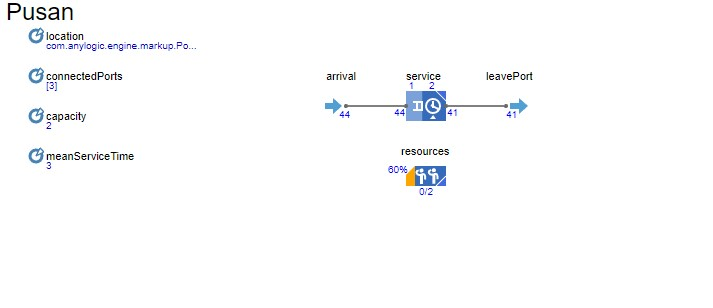 Pusan
location
com.anylogic.engine.markup.Po...
connectedPorts
[3]
capacity
2
meanServiceTime
3
arrival
service
leavePort
1 2
44
44
41
41
resources
60%
0/2